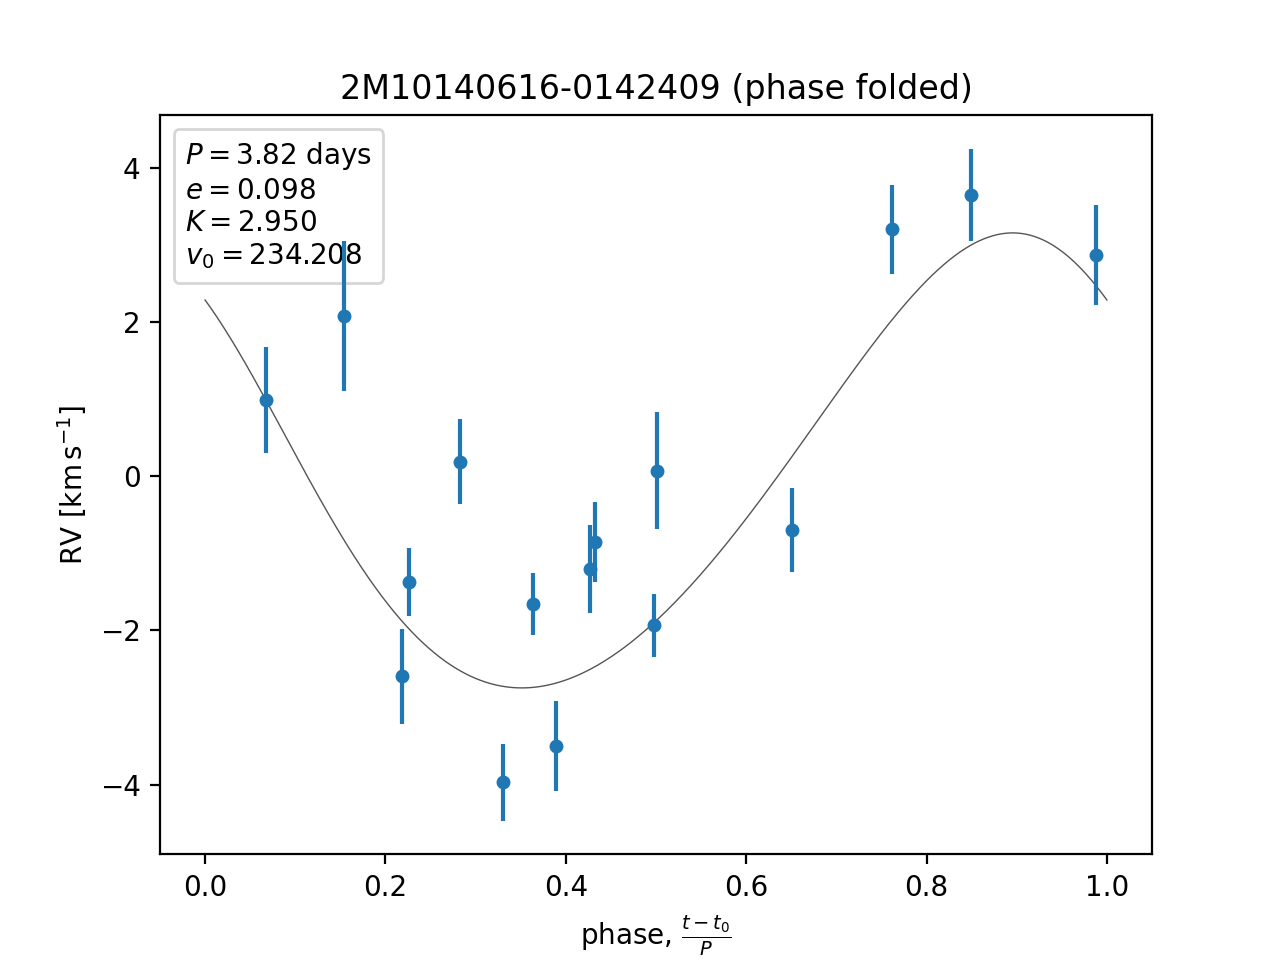 2M10140616-0142409 (phase folded)
P = 3.82 days
e = 0.098
K = 2.950
v₀ = 234.208
4
2
0
−2
−4
RV [km s⁻¹]
0.0 0.2 0.4 0.6 0.8 1.0
phase, (t − t₀)/P